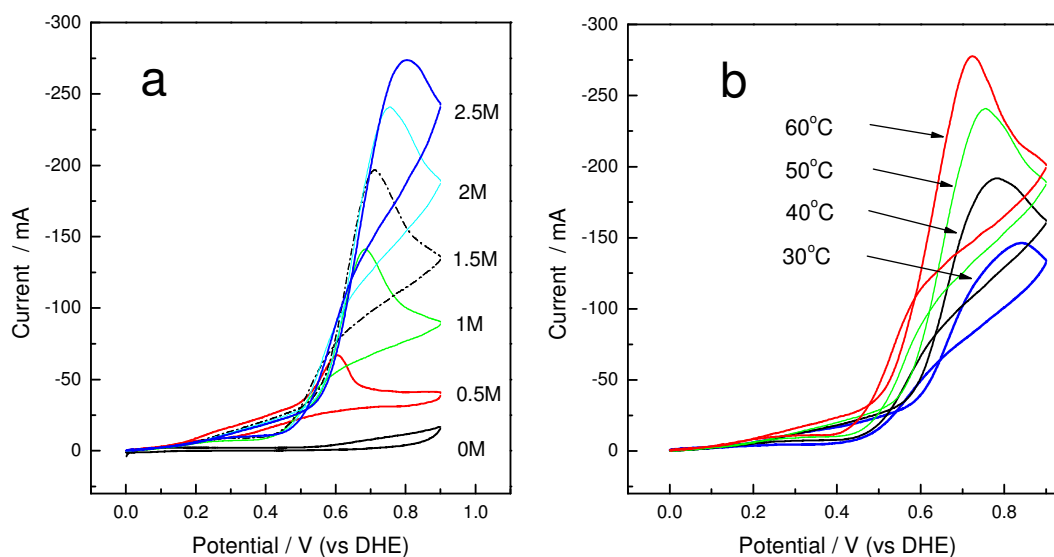 a
-300
-250
-200
-150
-100
-50
0
Current / mA
2.5M
2M
1.5M
1M
0.5M
0M
0.0 0.2 0.4 0.6 0.8 1.0
Potential / V (vs DHE)
b
-300
-250
-200
-150
-100
-50
0
Current / mA
60°C
50°C
40°C
30°C
0.0 0.2 0.4 0.6 0.8
Potential / V (vs DHE)